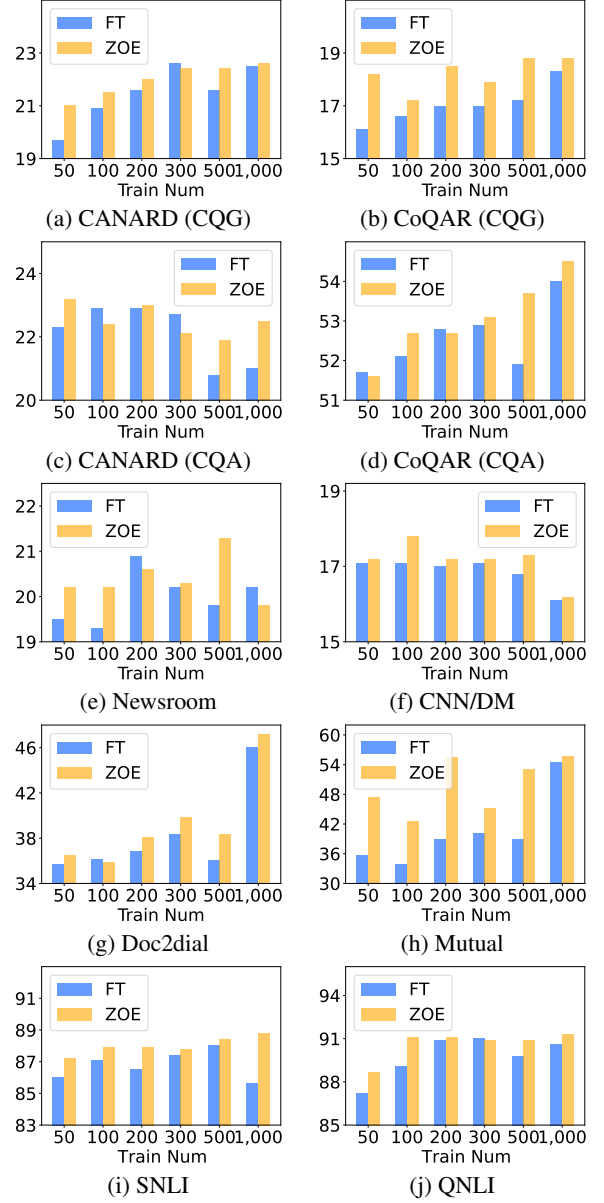 FT
ZOE
23
21
19
50 100 200 300 500 1,000
Train Num
(a) CANARD (CQG)
FT
ZOE
19
17
15
50 100 200 300 500 1,000
Train Num
(b) CoQAR (CQG)
FT
ZOE
24
22
20
50 100 200 300 500 1,000
Train Num
(c) CANARD (CQA)
FT
ZOE
54
53
52
51
50 100 200 300 500 1,000
Train Num
(d) CoQAR (CQA)
FT
ZOE
22
21
20
19
50 100 200 300 500 1,000
Train Num
(e) Newsroom
FT
ZOE
19
17
15
50 100 200 300 500 1,000
Train Num
(f) CNN/DM
FT
ZOE
46
42
38
34
50 100 200 300 500 1,000
Train Num
(g) Doc2dial
FT
ZOE
60
54
48
42
36
30
50 100 200 300 500 1,000
Train Num
(h) Mutual
FT
ZOE
91
89
87
85
83
50 100 200 300 500 1,000
Train Num
(i) SNLI
FT
ZOE
94
91
88
85
50 100 200 300 500 1,000
Train Num
(j) QNLI